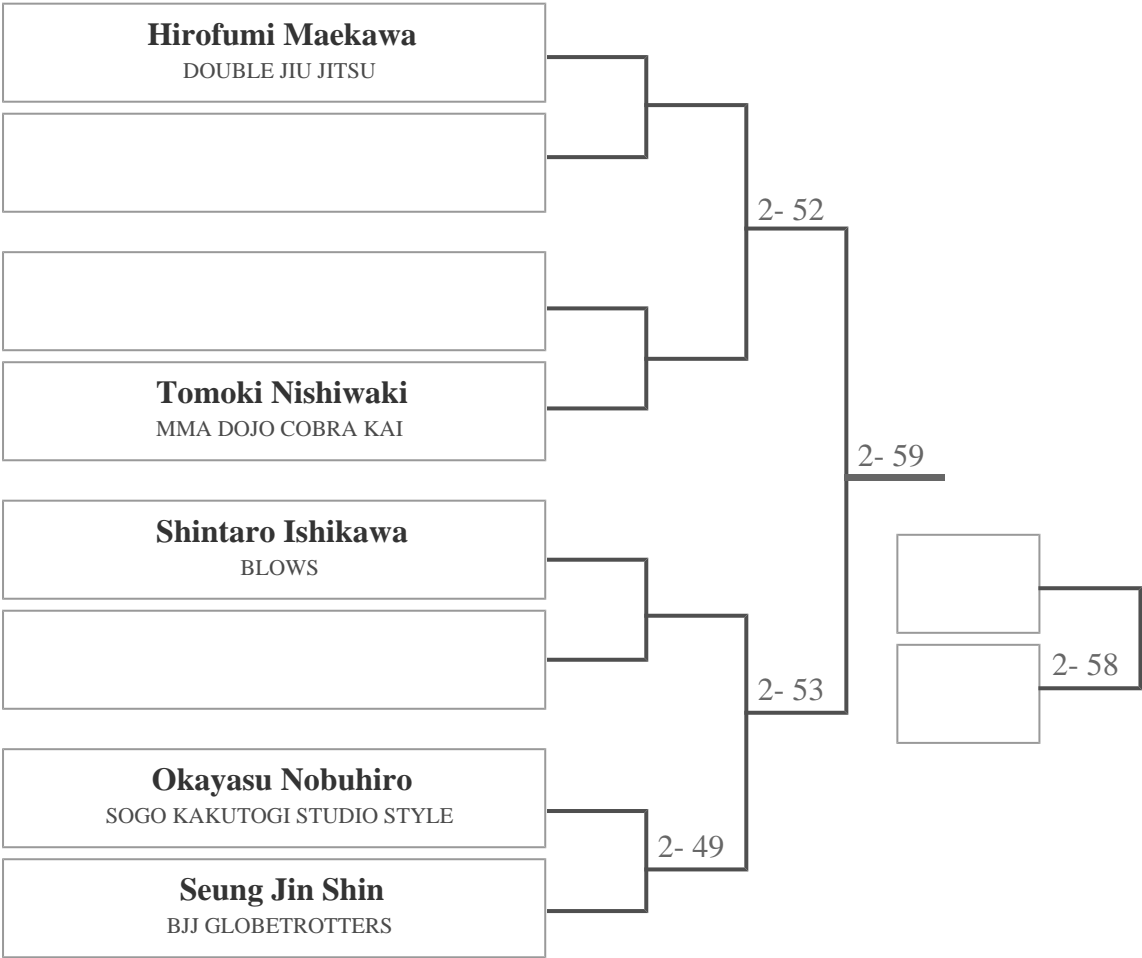 Hirofumi Maekawa
DOUBLE JIU JITSU
2- 52
Tomoki Nishiwaki
MMA DOJO COBRA KAI
2- 59
Shintaro Ishikawa
BLOWS
2- 58
2- 53
Okayasu Nobuhiro
SOGO KAKUTOGI STUDIO STYLE
2- 49
Seung Jin Shin
BJJ GLOBETROTTERS